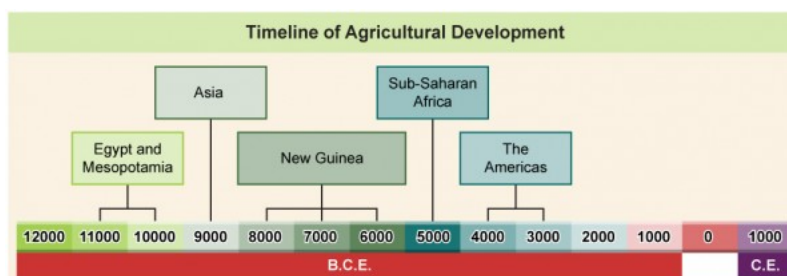 Timeline of Agricultural Development
Asia
Sub-Saharan
Africa
Egypt and
Mesopotamia
New Guinea
The
Americas
12000 11000 10000 9000 8000 7000 6000 5000 4000 3000 2000 1000 0 1000
B.C.E. C.E.